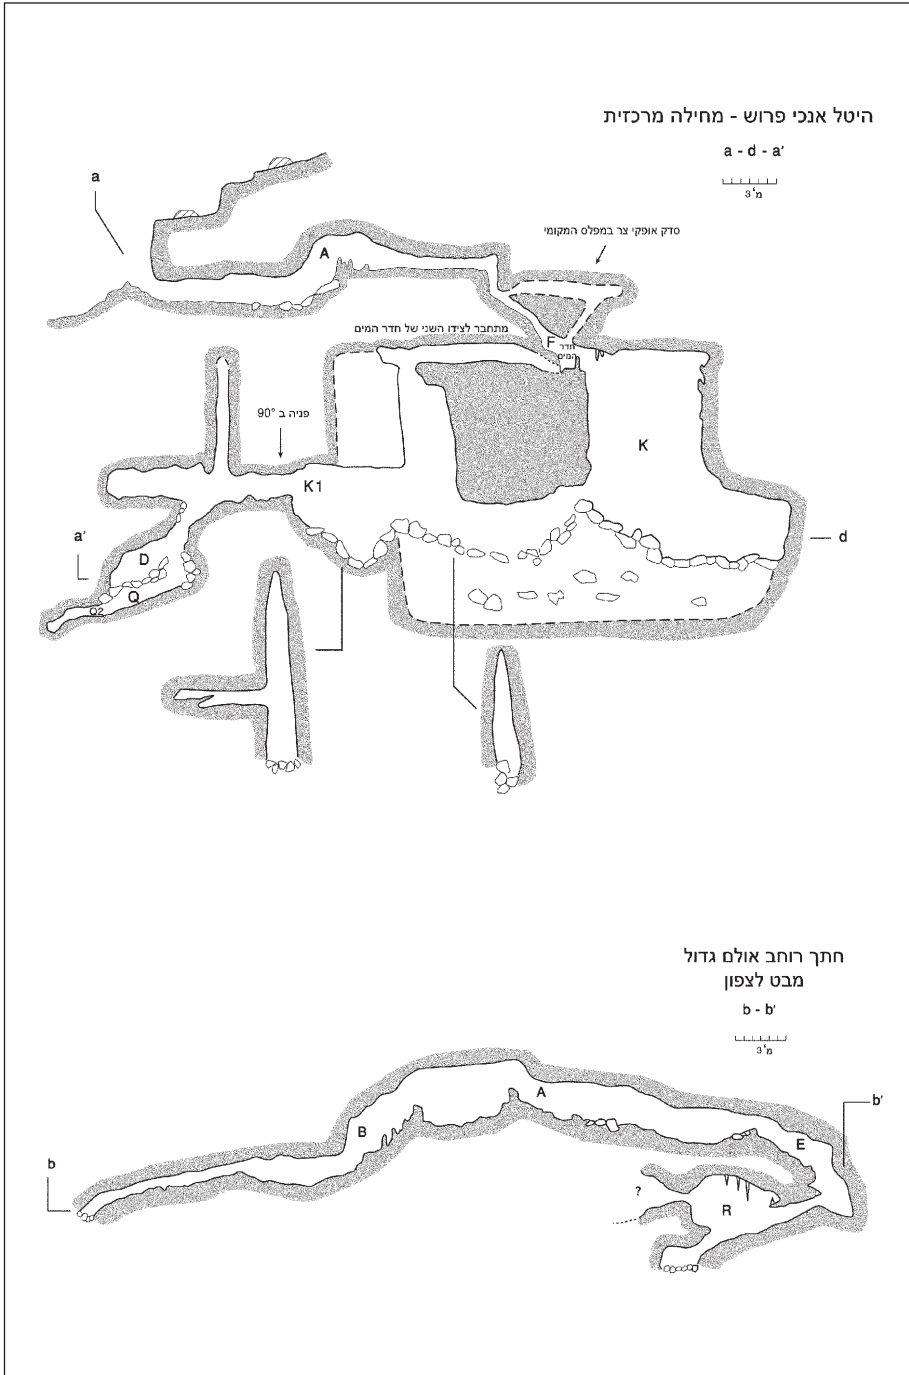 היטל אנכי פרוש - מחילה מרכזית
a - d - a'
3 מ'
a
סדק אופקי צר במפלס המקומי
A
מתחבר לצידו השני של חדר המים
F
חדר
המים
פניה ב 90°
K
K1
a'
d
D
Q
Q2
חתך רוחב אולם גדול
מבט לצפון
b - b'
3 מ'
A
b'
B
E
b
?
R